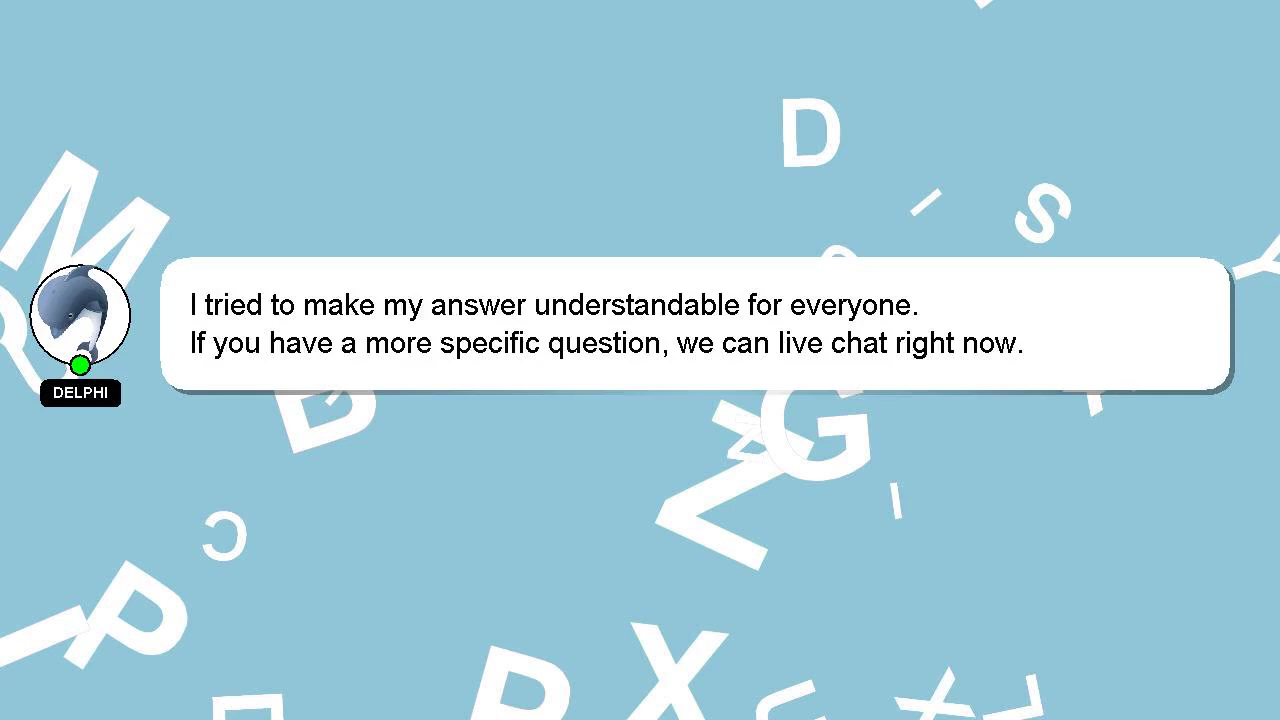 D
I
S
M
I tried to make my answer understandable for everyone.
If you have a more specific question, we can live chat right now.
DELPHI
B
G
Z
Z
I
C
P
I
P
X
U
X
L